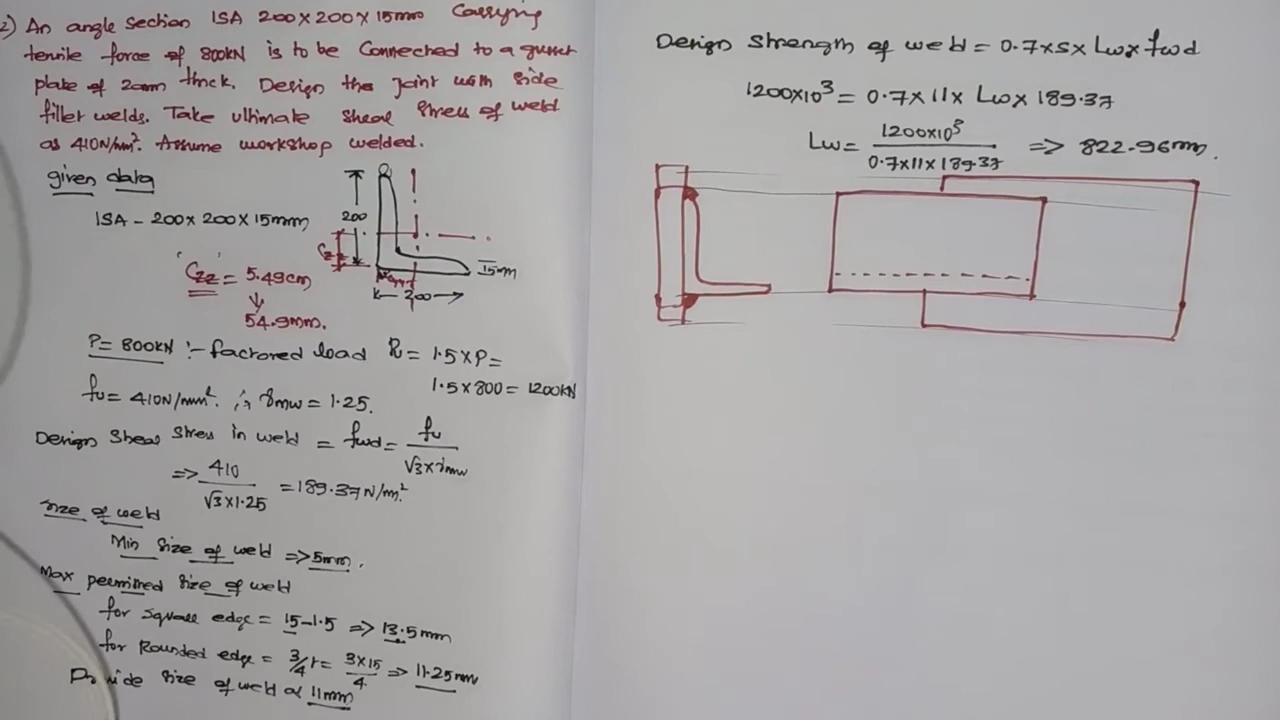 2) An angle section ISA 200×200×15mm Carrying
tensile force of 800kN is to be Connected to a gusset
plate of 20mm thick. Design the joint with side
fillet welds. Take ultimate shear stress of weld
as 410N/mm². Assume workshop welded.
given data
ISA - 200×200×15mm
200
Czz
15mm
200
"Czz" = 5.49cm
54.9mm.
P = 800kN :- factored load R = 1.5×P =
1.5×800 = 1200kN
fu = 410N/mm². ;, γmw = 1.25.
Design Shear Stress in weld = fwd = fu/√3×γmw
=> 410/√3×1.25 = 189.37N/mm².
Size of weld
Min size of weld => 5mm.
Max permitted size of weld
for square edge = 15-1.5 => 13.5mm
for Rounded edge = 3/4 t = 3×15/4 => 11.25mm
Provide size of weld as 11mm
Design Strength of weld = 0.7×S×Lw×fwd
1200×10³ = 0.7×11×Lw×189.37
Lw = 1200×10³/0.7×11×189.37 => 822.96mm.